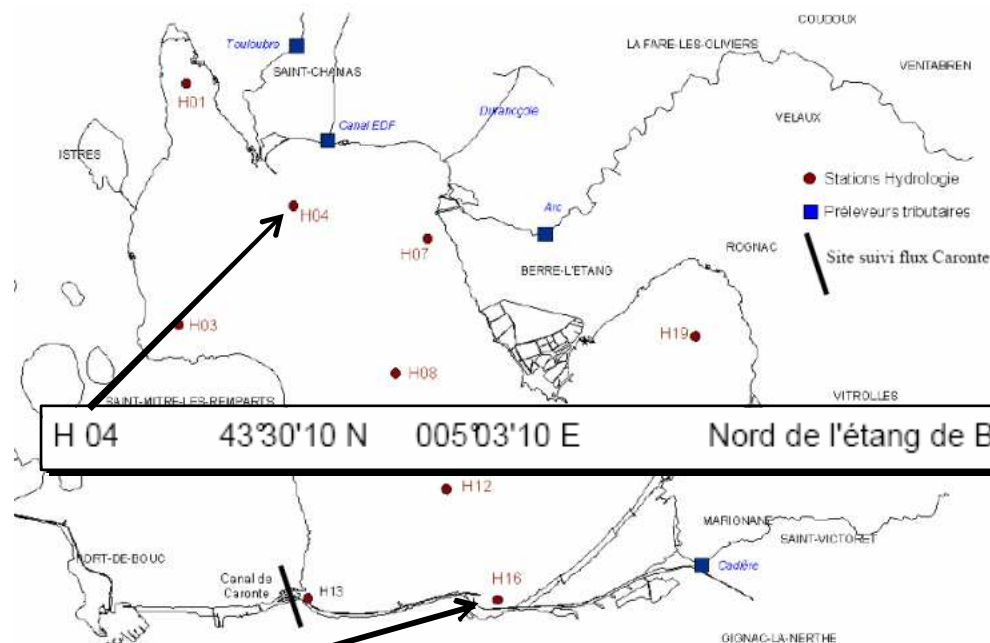 COUDOUX
Touloubre
LA FARE-LES-OLIVIERS
VENTABREN
SAINT-CHAMAS
H01
Durançole
Canal EDF
VELAUX
ISTRES
Stations Hydrologie
H04
Arc
Préleveurs tributaires
H07
ROGNAC
BERRE-L'ETANG
Site suivi flux Caronte
H03
H19
H08
SAINT-MITRE-LES-REMPARTS
VITROLLES
H 04 43°30'10 N 005°03'10 E Nord de l'étang de B
H12
MARIGNANE
SAINT-VICTORET
PORT-DE-BOUC
Cadière
Canal de
Caronte
H13
H16
GIGNAC-LA-NERTHE